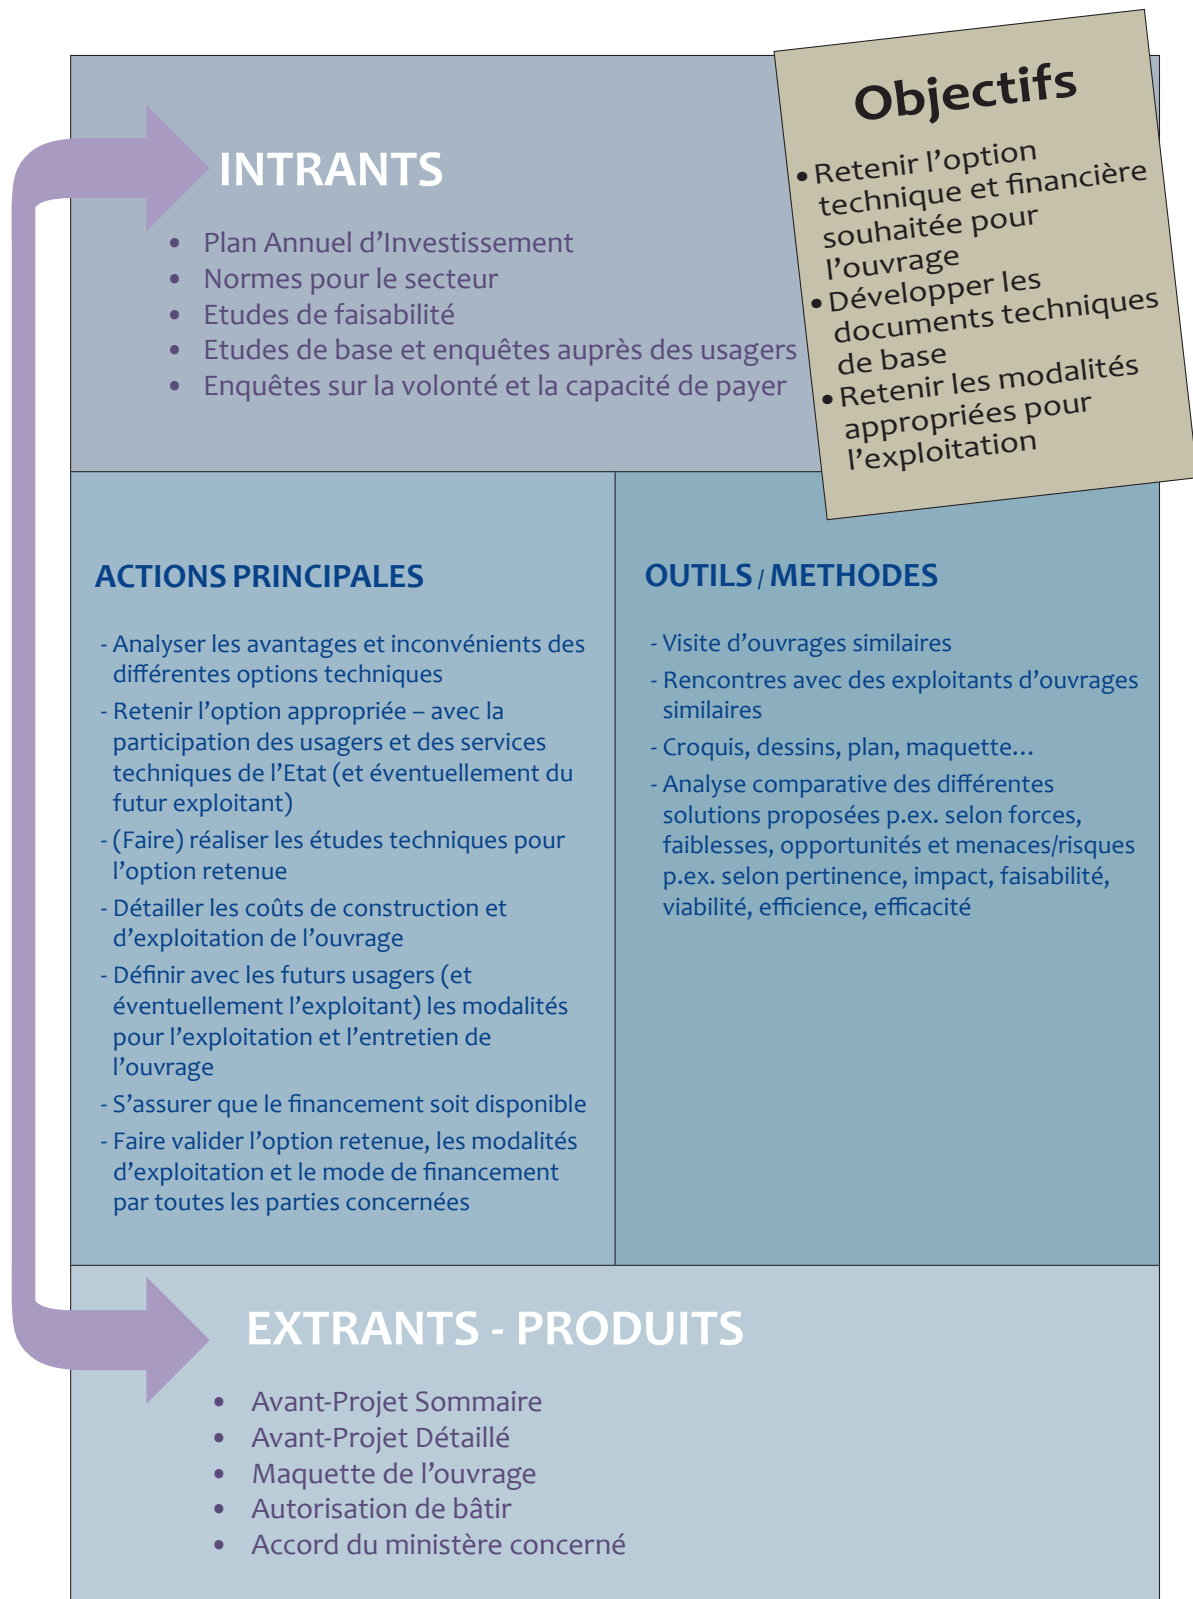 Objectifs
• Retenir l’option
technique et financière
souhaitée pour
l’ouvrage
• Développer les
documents techniques
de base
• Retenir les modalités
appropriées pour
l’exploitation
INTRANTS
• Plan Annuel d’Investissement
• Normes pour le secteur
• Etudes de faisabilité
• Etudes de base et enquêtes auprès des usagers
• Enquêtes sur la volonté et la capacité de payer
ACTIONS PRINCIPALES
- Analyser les avantages et inconvénients des
différentes options techniques
- Retenir l’option appropriée – avec la
participation des usagers et des services
techniques de l’Etat (et éventuellement du
futur exploitant)
- (Faire) réaliser les études techniques pour
l’option retenue
- Détailler les coûts de construction et
d’exploitation de l’ouvrage
- Définir avec les futurs usagers (et
éventuellement l’exploitant) les modalités
pour l’exploitation et l’entretien de
l’ouvrage
- S’assurer que le financement soit disponible
- Faire valider l’option retenue, les modalités
d’exploitation et le mode de financement
par toutes les parties concernées
OUTILS / METHODES
- Visite d’ouvrages similaires
- Rencontres avec des exploitants d’ouvrages
similaires
- Croquis, dessins, plan, maquette…
- Analyse comparative des différentes
solutions proposées p.ex. selon forces,
faiblesses, opportunités et menaces/risques
p.ex. selon pertinence, impact, faisabilité,
viabilité, efficience, efficacité
EXTRANTS - PRODUITS
• Avant-Projet Sommaire
• Avant-Projet Détaillé
• Maquette de l’ouvrage
• Autorisation de bâtir
• Accord du ministère concerné